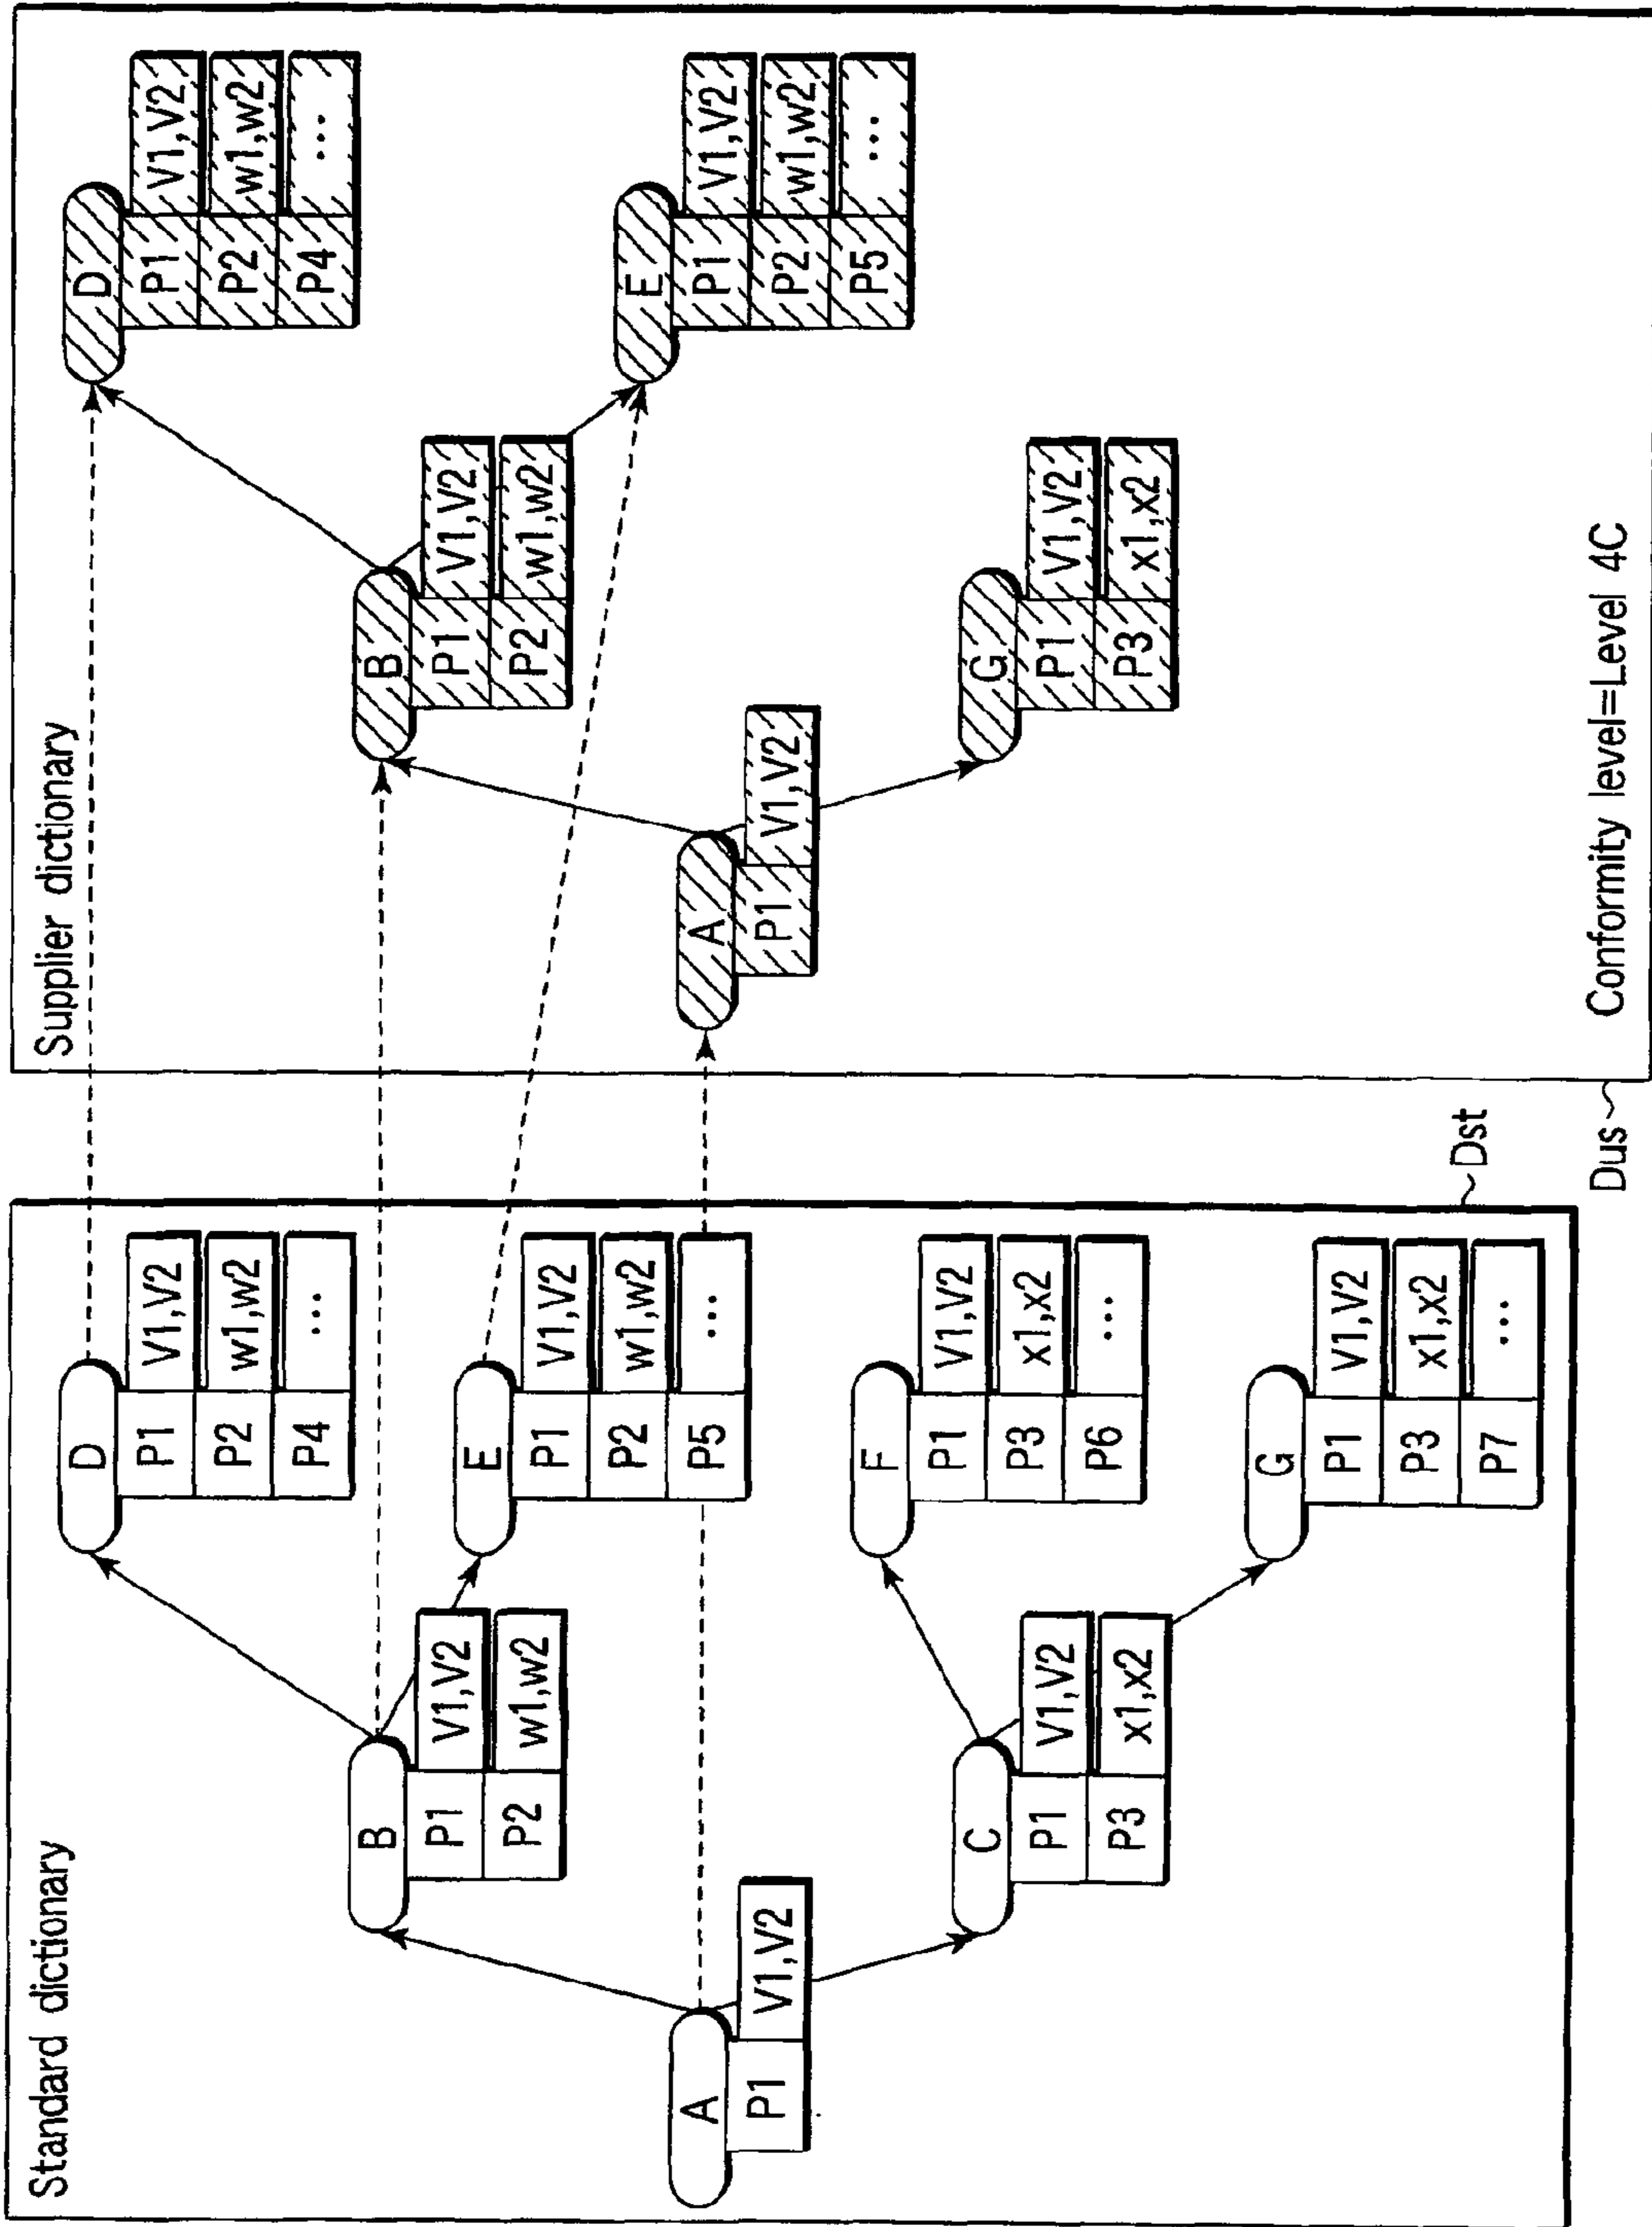 Standard dictionary
A
P1 V1,V2
B
P1 V1,V2
P2 w1,w2
C
P1 V1,V2
P3 x1,x2
D
P1 V1,V2
P2 w1,w2
P4 ...
E
P1 V1,V2
P2 w1,w2
P5 ...
F
P1 V1,V2
P3 x1,x2
P6 ...
G
P1 V1,V2
P3 x1,x2
P7 ...
Dst
Supplier dictionary
A
P1 V1,V2
B
P1 V1,V2
P2 w1,w2
G
P1 V1,V2
P3 x1,x2
D
P1 V1,V2
P2 w1,w2
P4 ...
E
P1 V1,V2
P2 w1,w2
P5 ...
Conformity level=Level 4C
Dus